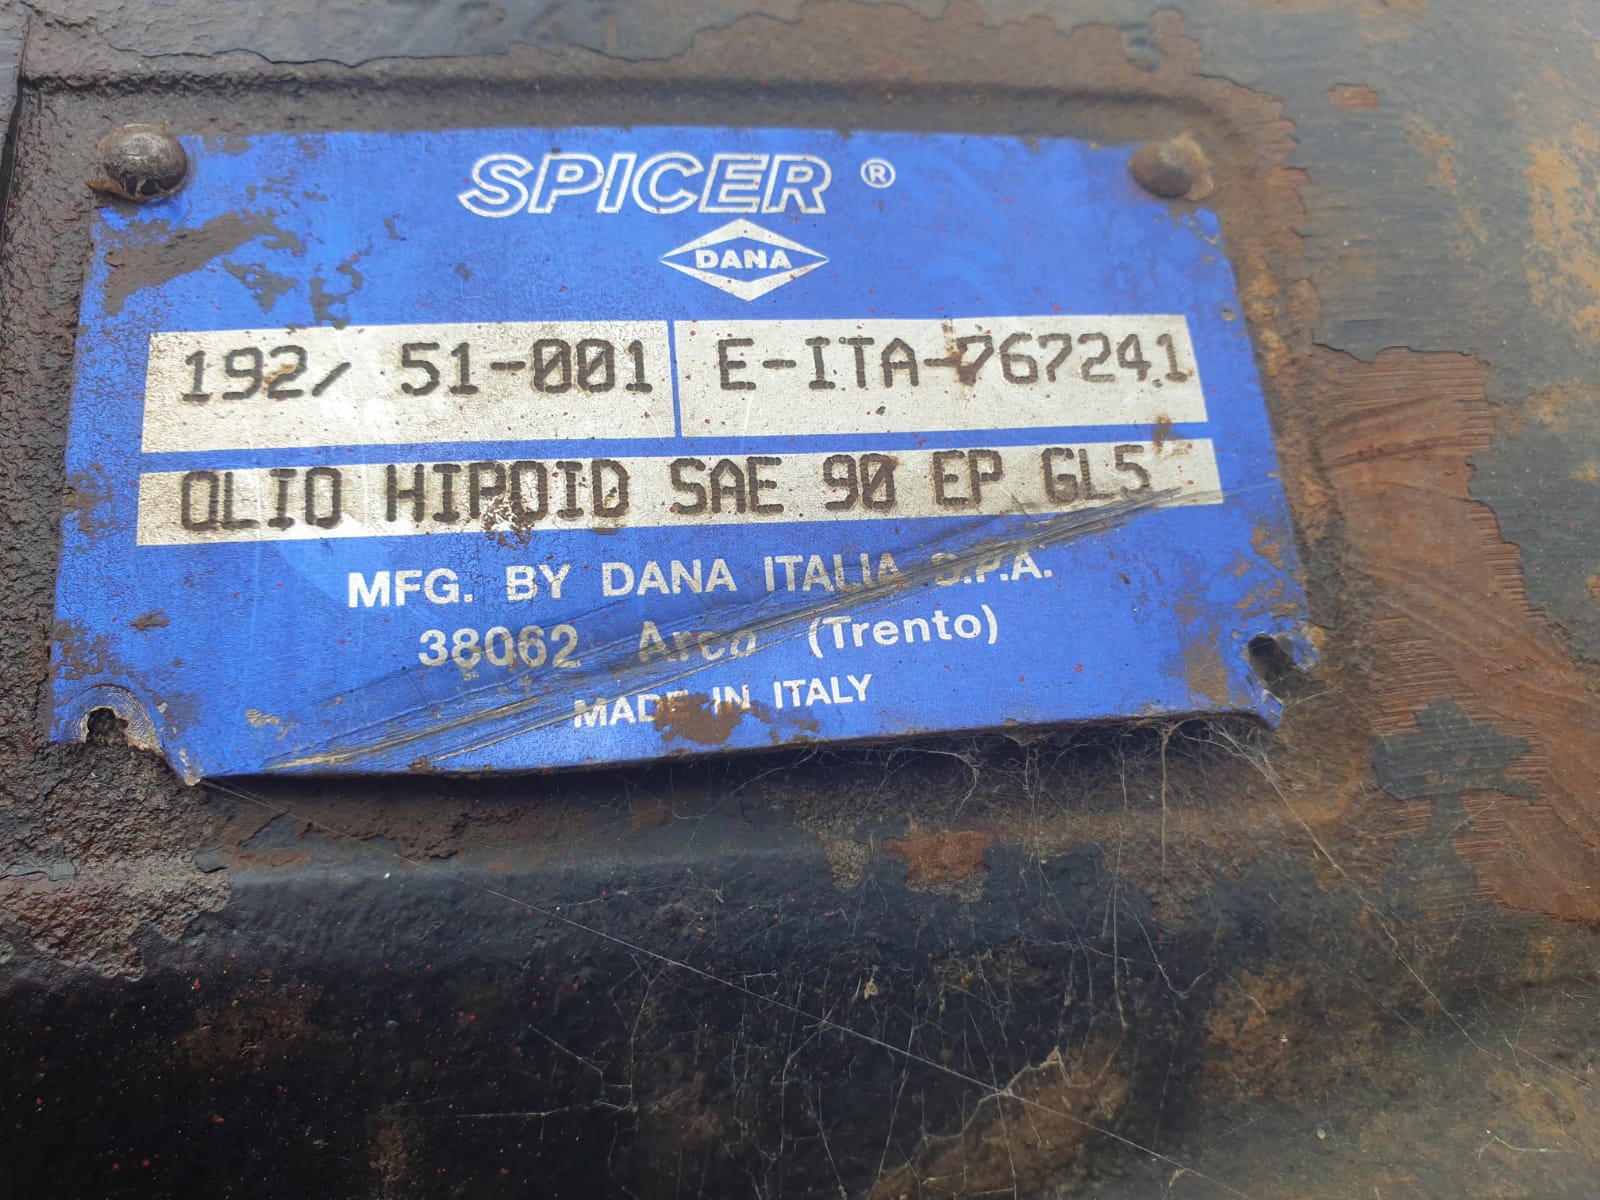 SPICER ®
DANA
192/ 51-001 E-ITA-767241
OLIO HIPOID SAE 90 EP GL5
MFG. BY DANA ITALIA S.P.A.
38062 Arco (Trento)
MADE IN ITALY